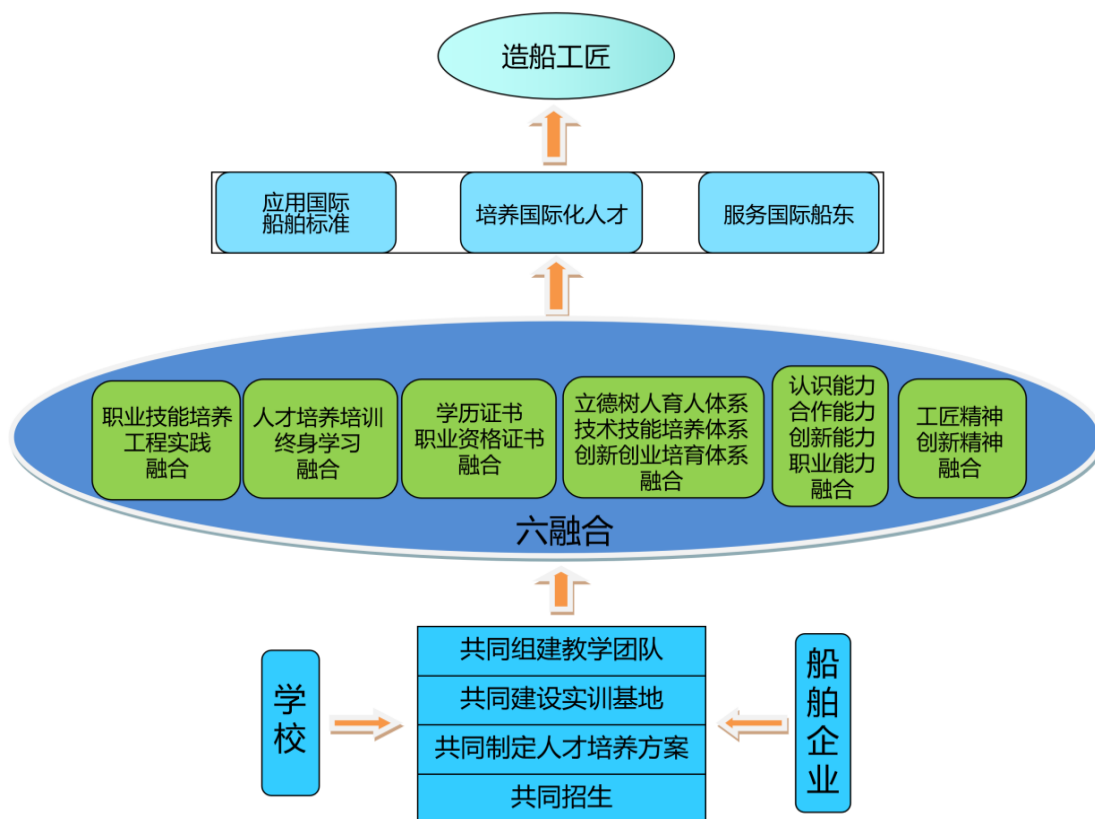 造船工匠
应用国际
船舶标准
培养国际化人才
服务国际船东
职业技能培养
工程实践
融合
人才培养培训
终身学习
融合
学历证书
职业资格证书
融合
立德树人育人体系
技术技能培养体系
创新创业培育体系
融合
认识能力
合作能力
创新能力
职业能力
融合
工匠精神
创新精神
融合
六融合
学校
共同组建教学团队
共同建设实训基地
共同制定人才培养方案
共同招生
船舶企业